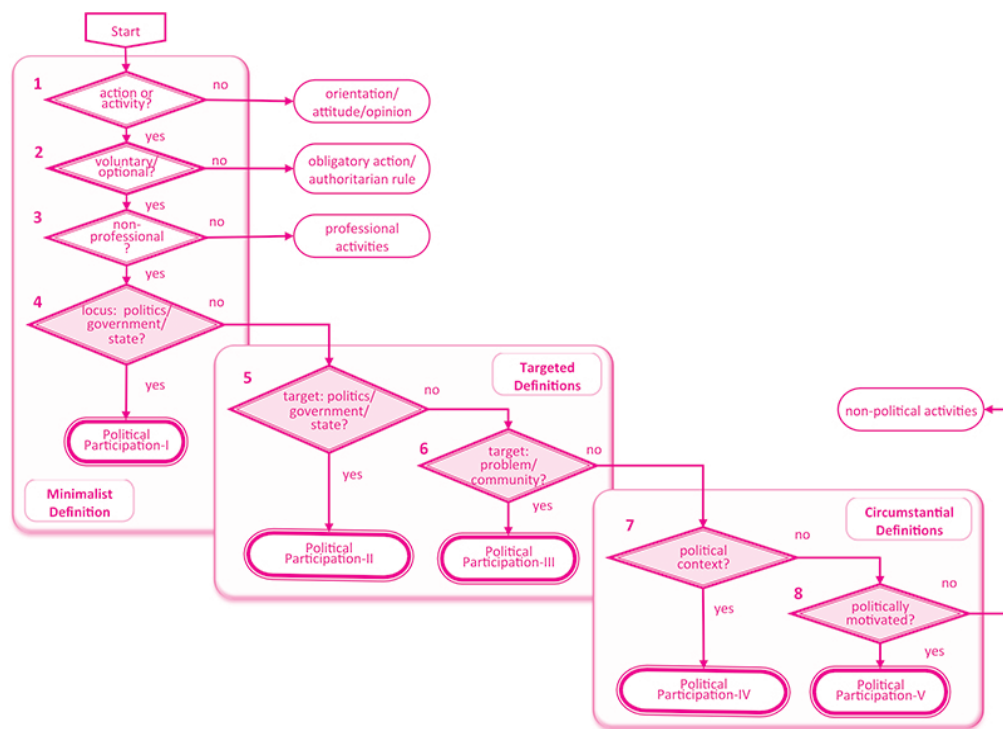 Start
1
action or
activity?
no
orientation/
attitude/opinion
yes
2
voluntary/
optional?
no
obligatory action/
authoritarian rule
yes
3
non-
professional
?
no
professional
activities
yes
4
locus: politics/
government/
state?
no
yes
Political
Participation-I
Minimalist
Definition
Targeted
Definitions
5
target: politics/
government/
state?
no
yes
Political
Participation-II
6
target:
problem/
community?
no
yes
Political
Participation-III
non-political activities
Circumstantial
Definitions
7
political
context?
no
yes
Political
Participation-IV
8
politically
motivated?
no
yes
Political
Participation-V